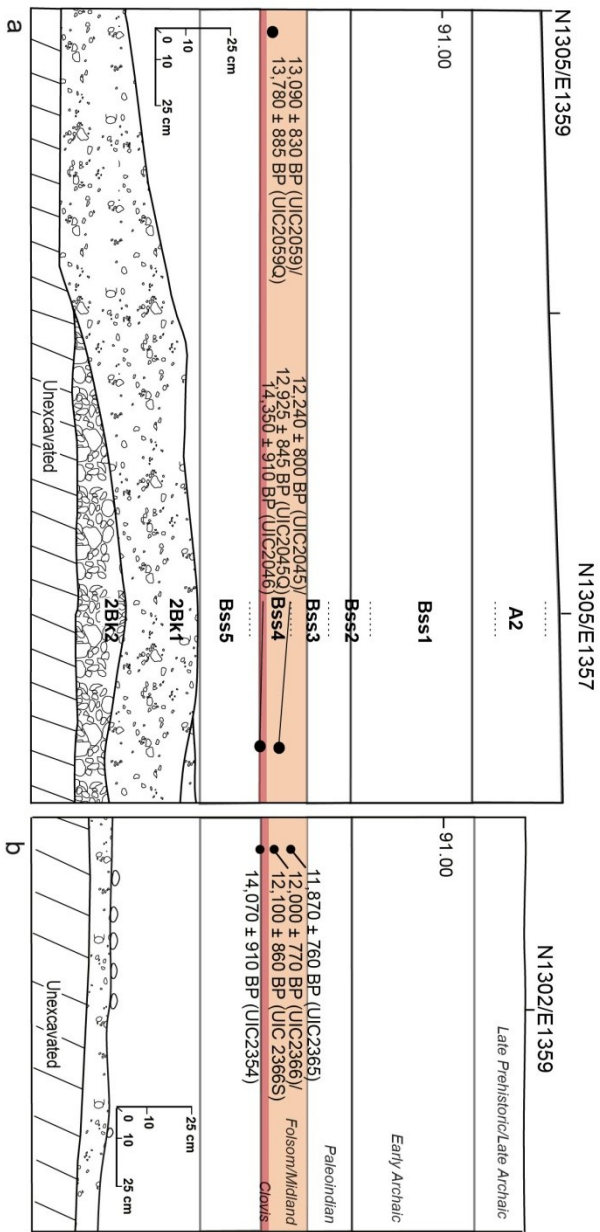 N1305/E1359
N1305/E1357
91.00
A2
Bss1
Bss2
Bss3
Bss4
Bss5
2Bk1
2Bk2
13,090 ± 830 BP (UIC2059)/
13,780 ± 885 BP (UIC2059Q)
12,240 ± 800 BP (UIC2045)/
12,925 ± 845 BP (UIC2045Q)
14,350 ± 910 BP (UIC2046)
25 cm
10
0
0 10
25 cm
Unexcavated
a
N1302/E1359
91.00
Late Prehistoric/Late Archaic
Early Archaic
Paleoindian
Folsom/Midland
Clovis
11,870 ± 760 BP (UIC2365)
12,000 ± 770 BP (UIC2366)/
12,100 ± 860 BP (UIC 2366S)
14,070 ± 910 BP (UIC2354)
25 cm
10
0 10
25 cm
Unexcavated
b